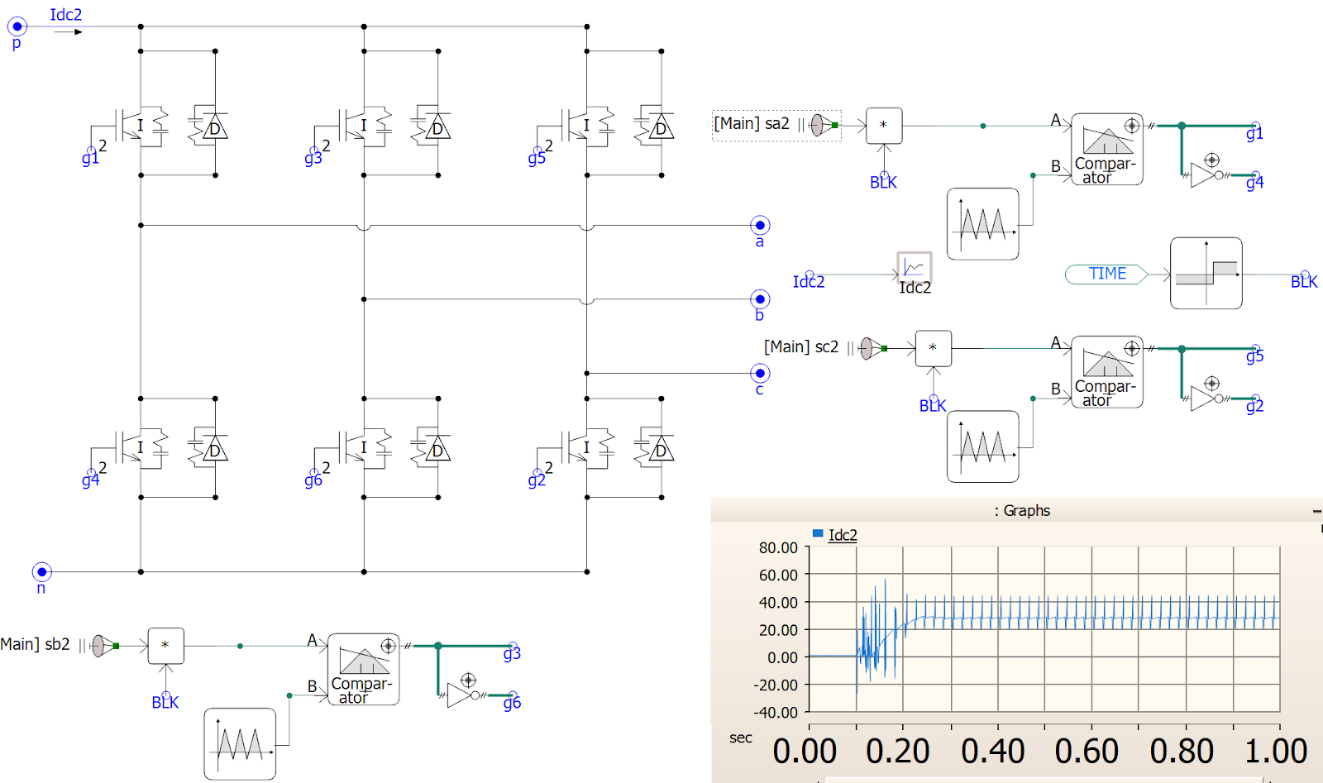 Idc2
p
I
D
I
D
I
D
2
g1
2
g3
2
g5
[Main] sa2
*
BLK
A
B
Compar-
ator
g1
g4
a
Idc2
Idc2
TIME
BLK
b
[Main] sc2
*
BLK
A
B
Compar-
ator
g5
g2
c
I
D
I
D
I
D
2
g4
2
g6
2
g2
n
Main] sb2
*
BLK
A
B
Compar-
ator
g3
g6
: Graphs
Idc2
80.00
60.00
40.00
20.00
0.00
-20.00
-40.00
sec
0.00 0.20 0.40 0.60 0.80 1.00